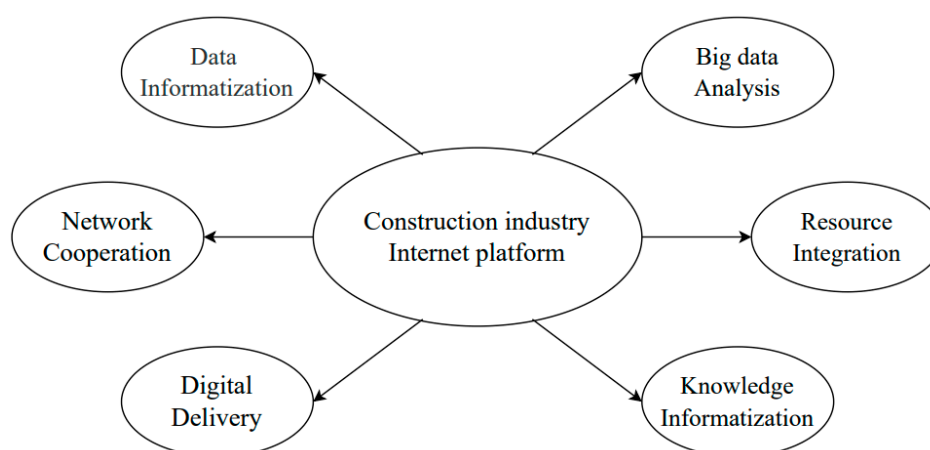 Data
Informatization
Big data
Analysis
Network
Cooperation
Construction industry
Internet platform
Resource
Integration
Digital
Delivery
Knowledge
Informatization